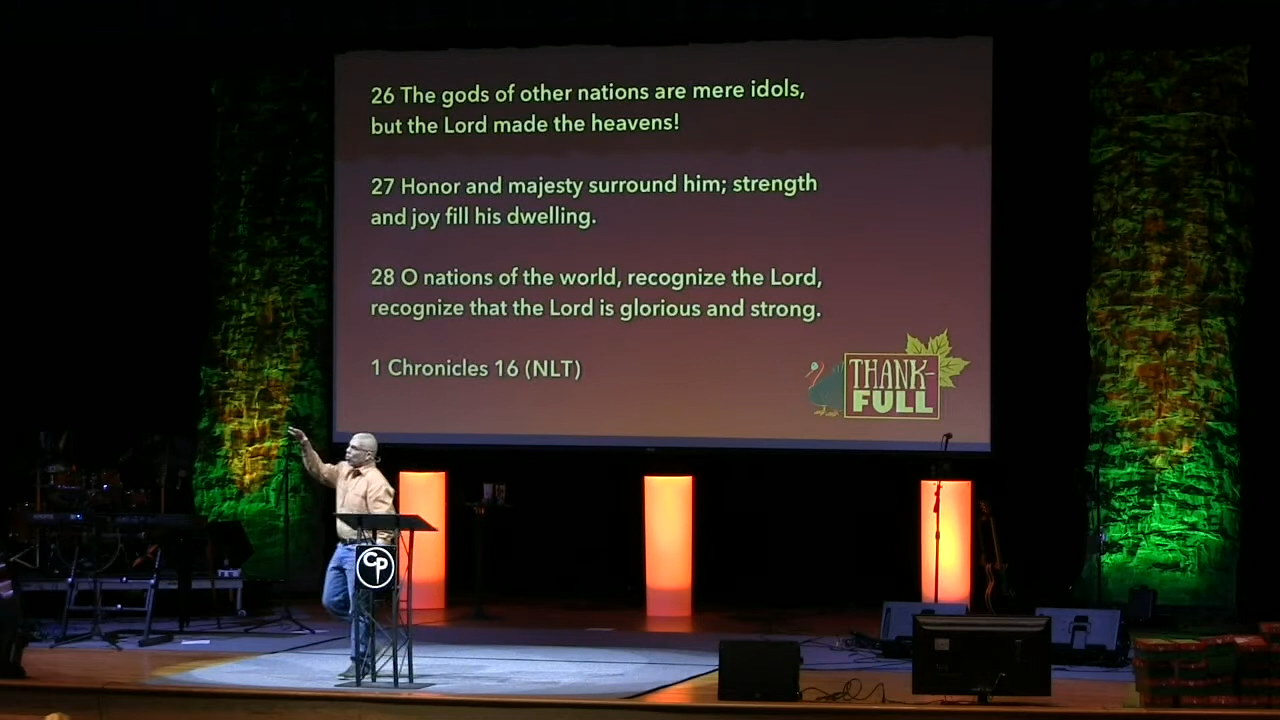 26 The gods of other nations are mere idols,
but the Lord made the heavens!
27 Honor and majesty surround him; strength
and joy fill his dwelling.
28 O nations of the world, recognize the Lord,
recognize that the Lord is glorious and strong.
1 Chronicles 16 (NLT)
THANK-
FULL
CP